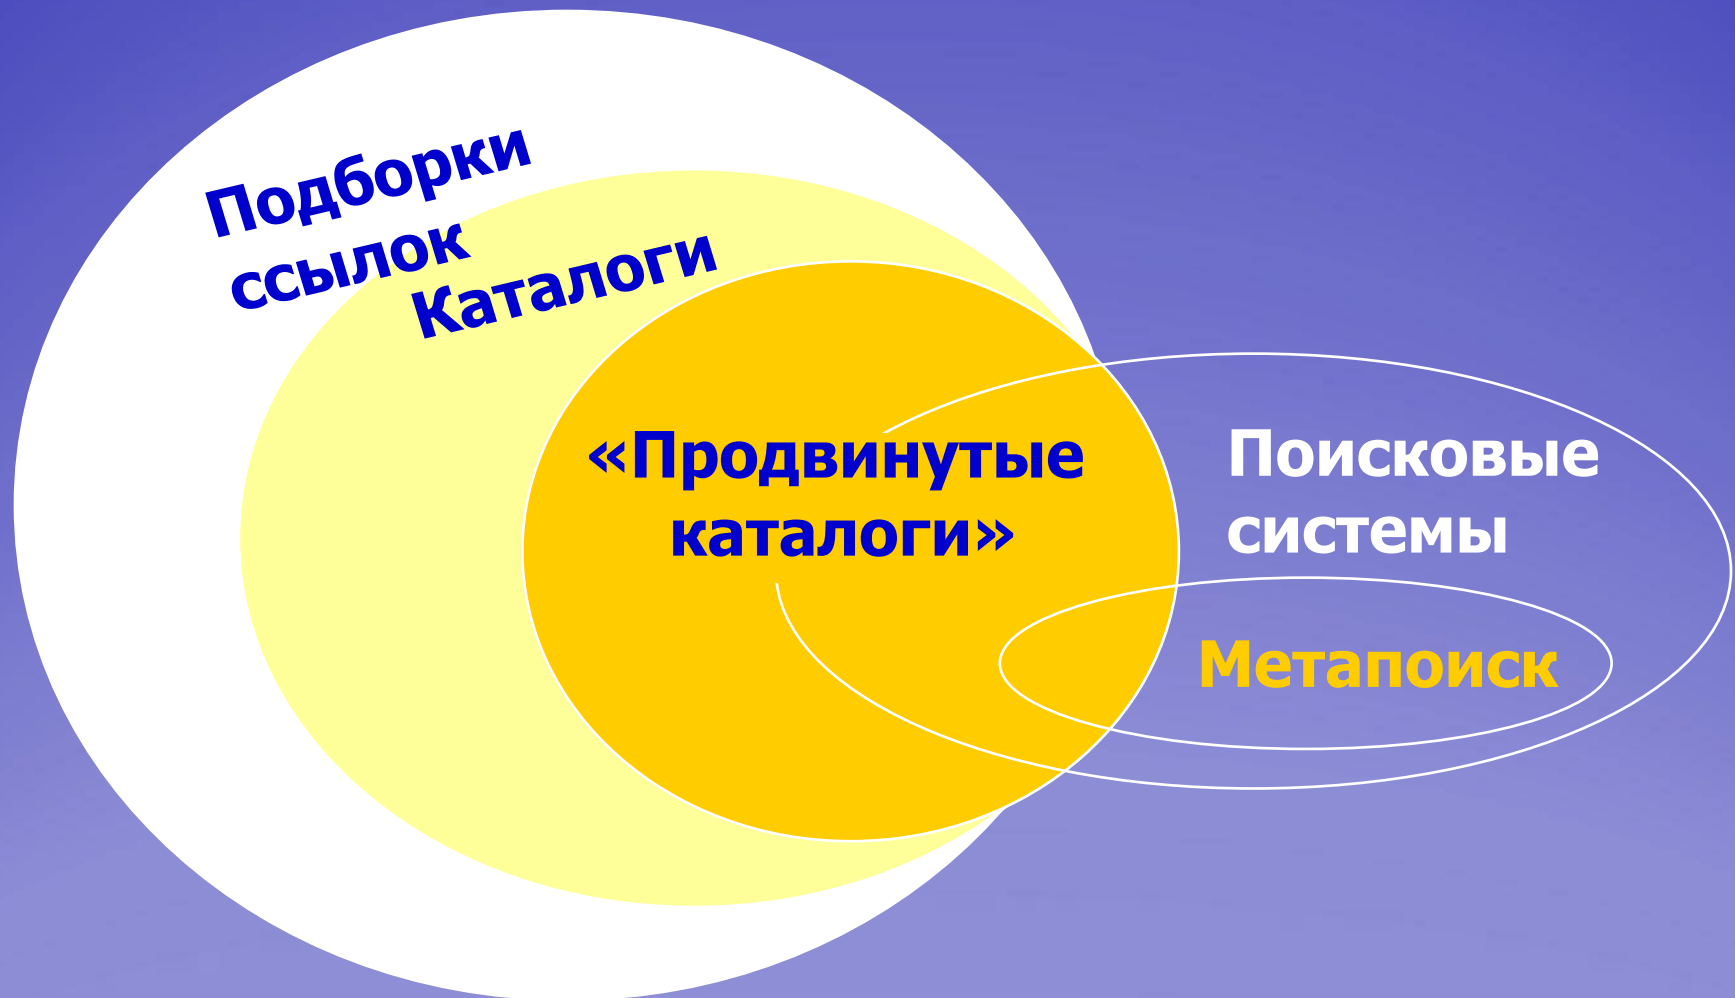 Подборки
ссылок
Каталоги
«Продвинутые
каталоги»
Поисковые
системы
Метапоиск